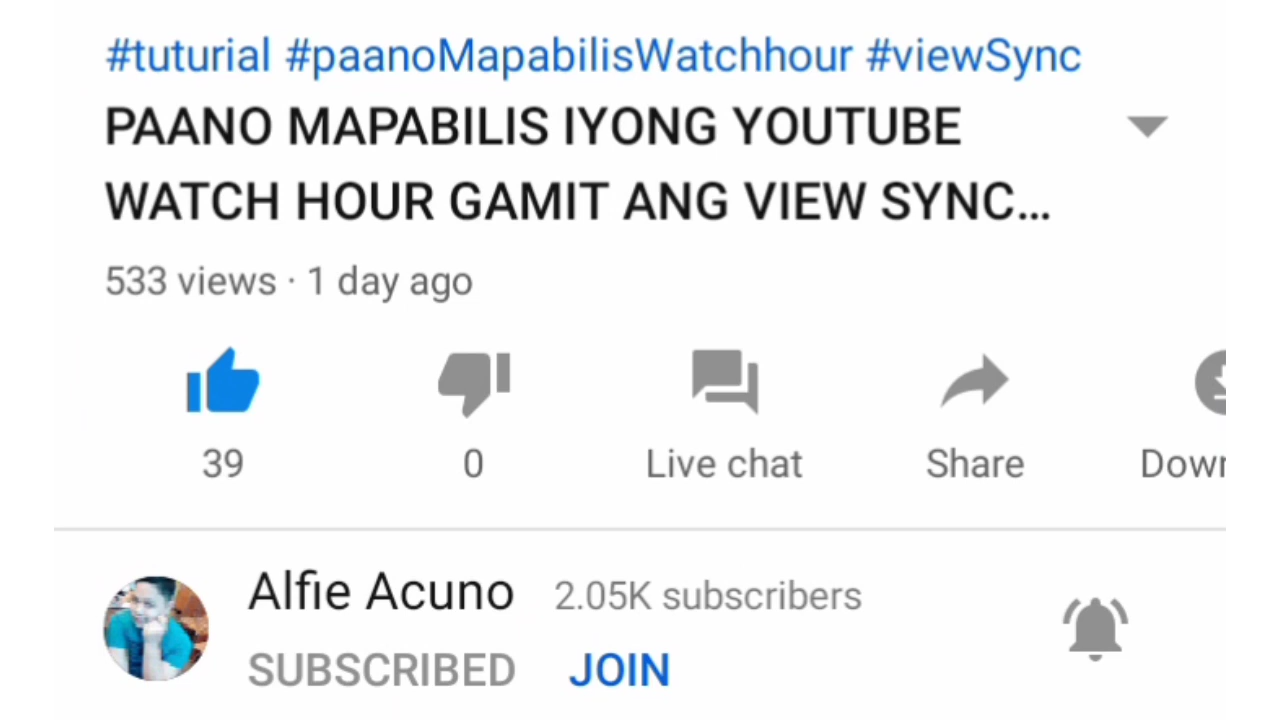 #tuturial #paanoMapabilisWatchhour #viewSync
PAANO MAPABILIS IYONG YOUTUBE
WATCH HOUR GAMIT ANG VIEW SYNC...
533 views · 1 day ago
39 0 Live chat Share
Alfie Acuno 2.05K subscribers
SUBSCRIBED JOIN